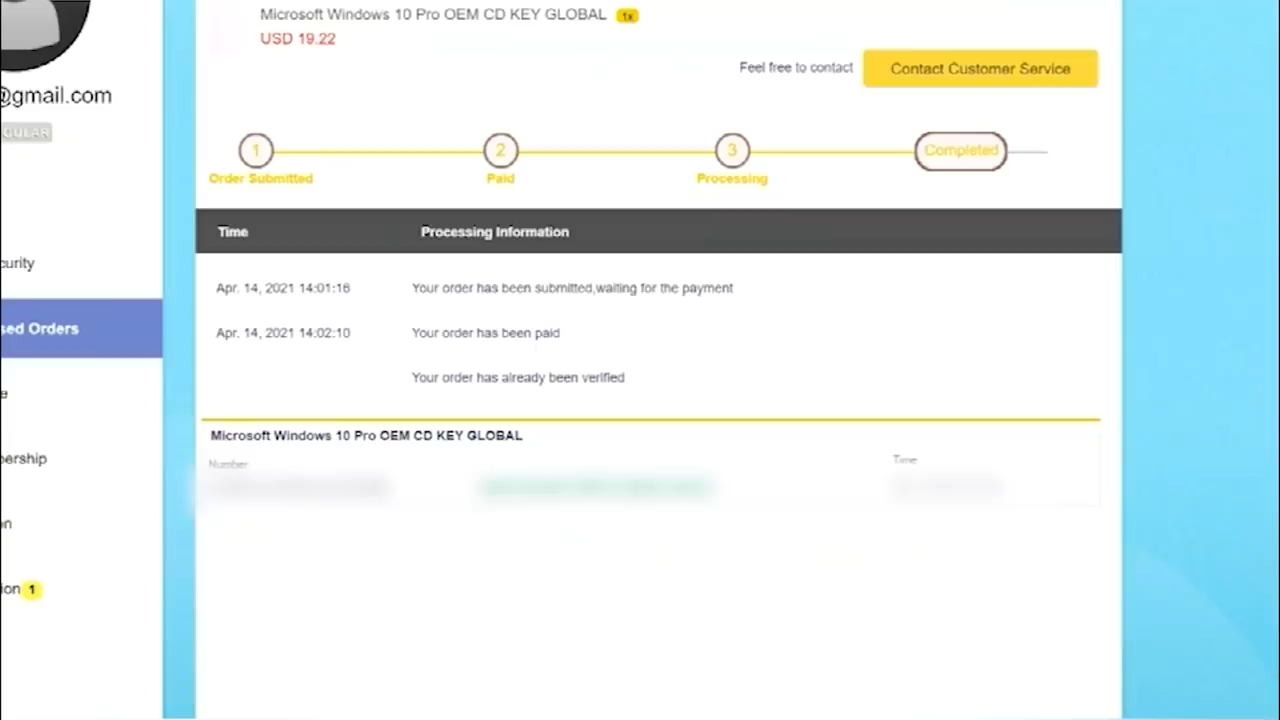 Microsoft Windows 10 Pro OEM CD KEY GLOBAL 1x
USD 19.22
Feel free to contact Contact Customer Service
@gmail.com
GULAR
1 2 3 Completed
Order Submitted Paid Processing
Time Processing Information
curity
Apr. 14, 2021 14:01:16 Your order has been submitted,waiting for the payment
sed Orders
Apr. 14, 2021 14:02:10 Your order has been paid
Your order has already been verified
e
Microsoft Windows 10 Pro OEM CD KEY GLOBAL
pership
Number Time
on
ion 1